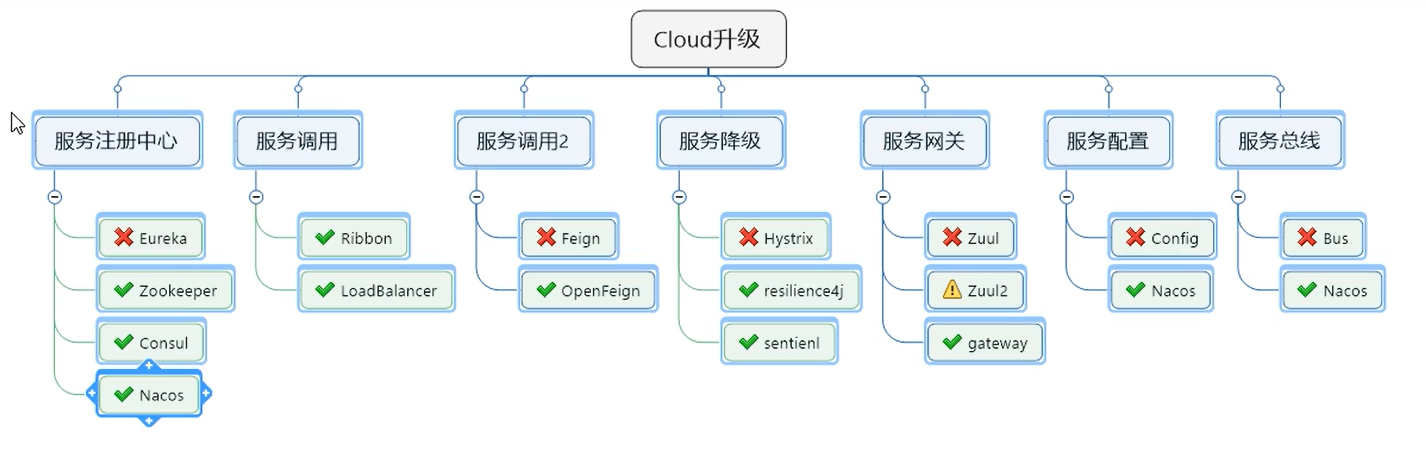 Cloud升级
服务注册中心
服务调用
服务调用2
服务降级
服务网关
服务配置
服务总线
Eureka
Ribbon
Feign
Hystrix
Zuul
Config
Bus
Zookeeper
LoadBalancer
OpenFeign
resilience4j
Zuul2
Nacos
Nacos
Consul
sentienl
gateway
Nacos